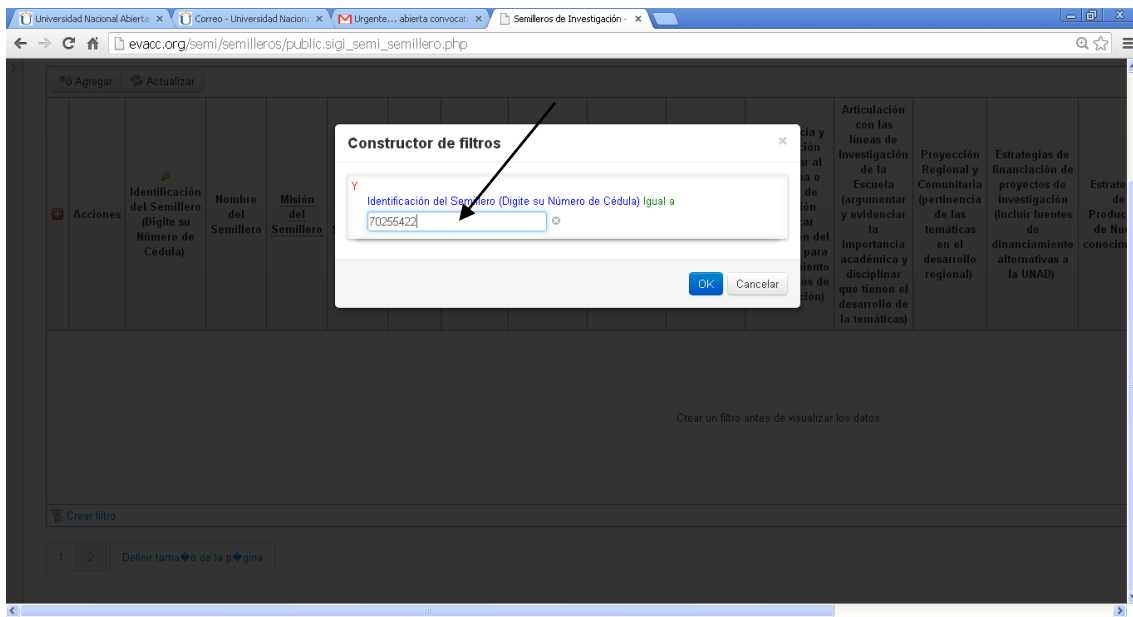 Universidad Nacional Abierta
Correo - Universidad Naciona
Urgente... abierta convocat
Semilleros de Investigación -
evacc.org/semi/semilleros/public.sigi_semi_semillero.php
Agregar
Actualizar
Acciones
Identificación
del Semillero
(Digite su
Número de
Cédula)
Nombre
del
Semillero
Misión
del
Semillero
Constructor de filtros
Y
Identificación del Semillero (Digite su Número de Cédula) Igual a
70255422
OK
Cancelar
Articulación
con las
líneas de
Investigación
de la
Escuela
(argumentar
y evidenciar
la
importancia
académica y
disciplinar
que tienen el
desarrollo de
la temáticas)
Proyección
Regional y
Comunitaria
(pertinencia
de las
temáticas
en el
desarrollo
regional)
Estrategias de
financiación de
proyectos de
investigación
(incluir fuentes
de
dinanciamiento
alternativas a
la UNAD)
Crear un filtro antes de visualizar los datos
Crear filtro
1
2
Definir tama�o de la p�gina